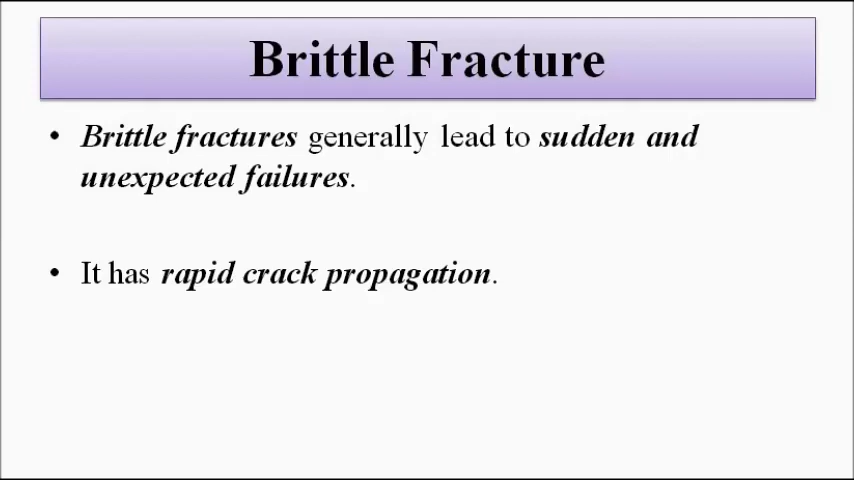 Brittle Fracture
• Brittle fractures generally lead to sudden and
unexpected failures.
• It has rapid crack propagation.